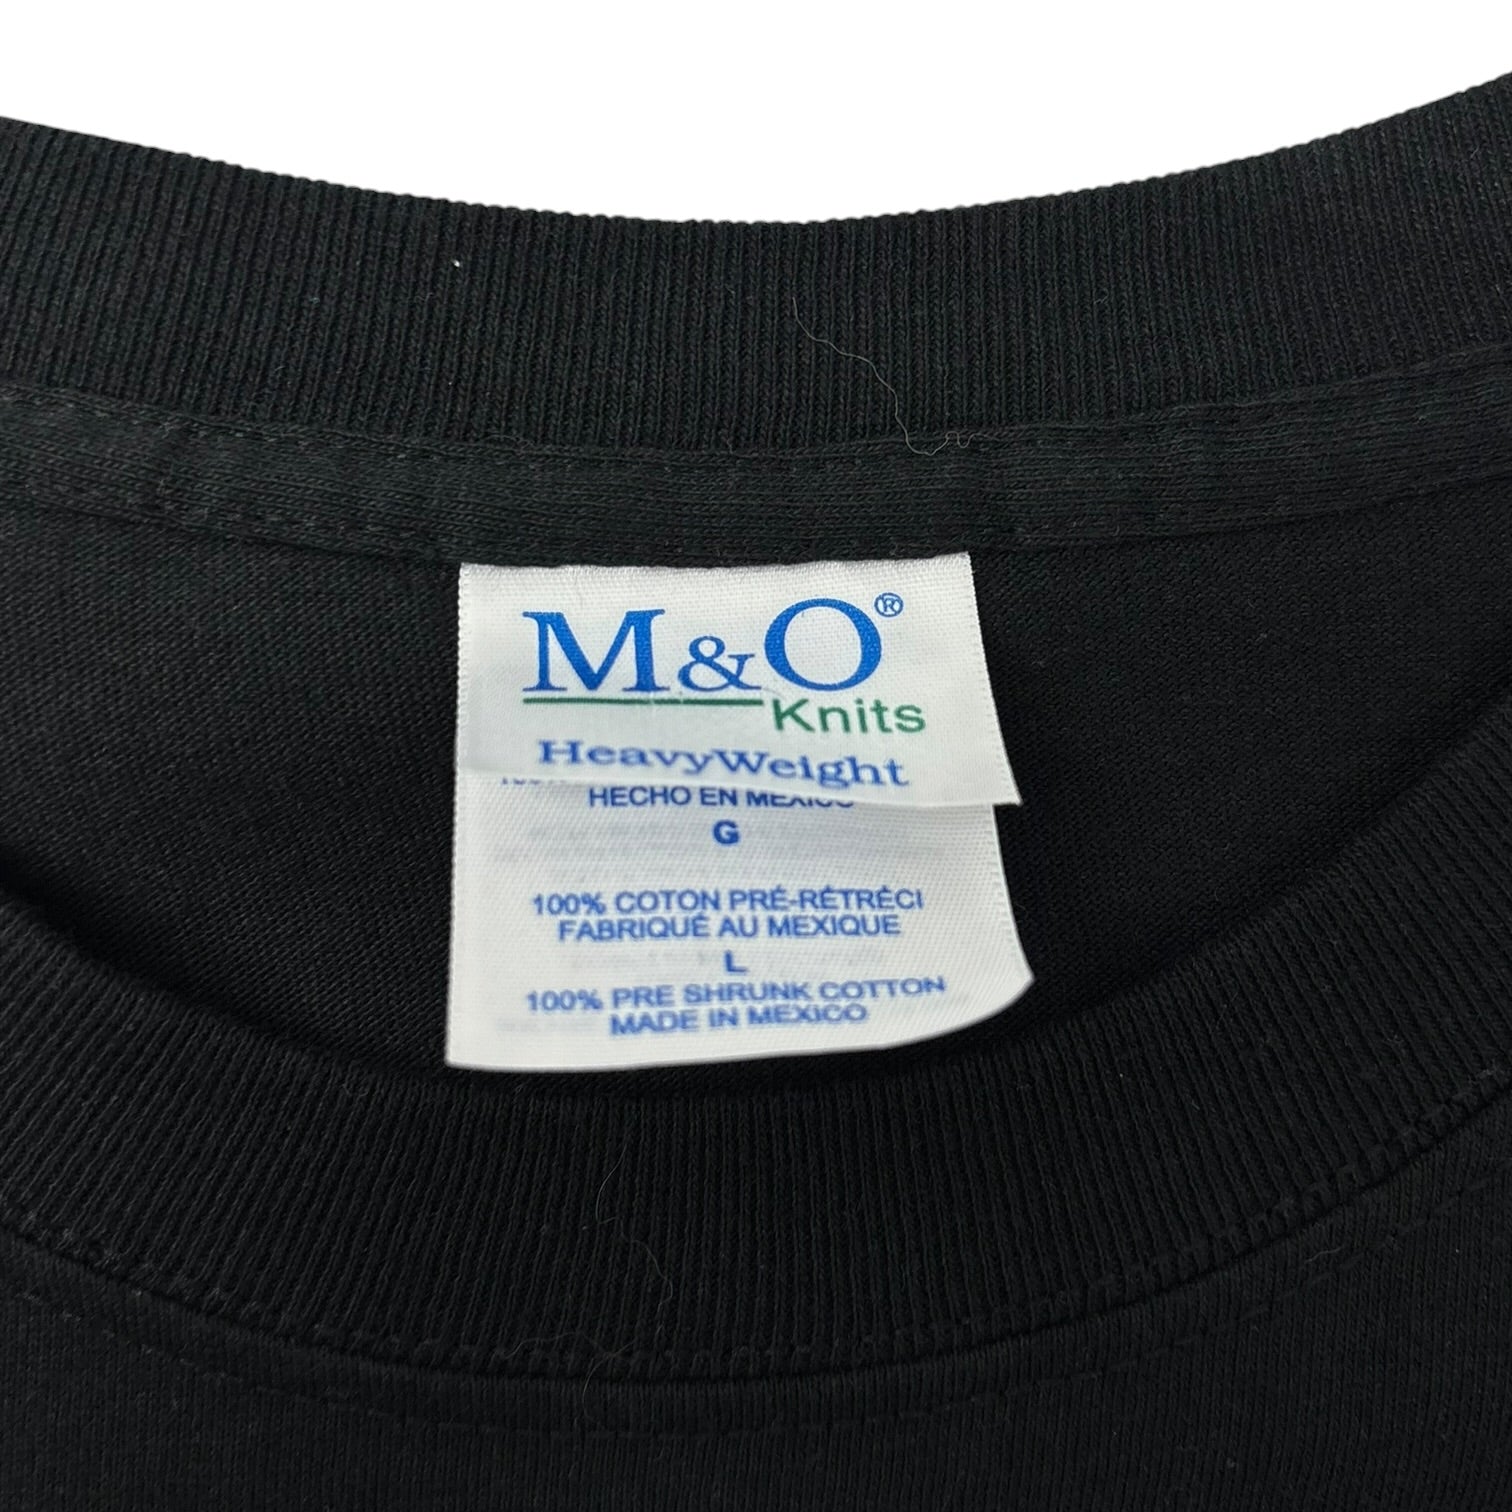 M&O®
Knits
HeavyWeight
HECHO EN MEXICO
G
100% COTON PRÉ-RÉTRÉCI
FABRIQUÉ AU MEXIQUE
L
100% PRE SHRUNK COTTON
MADE IN MEXICO